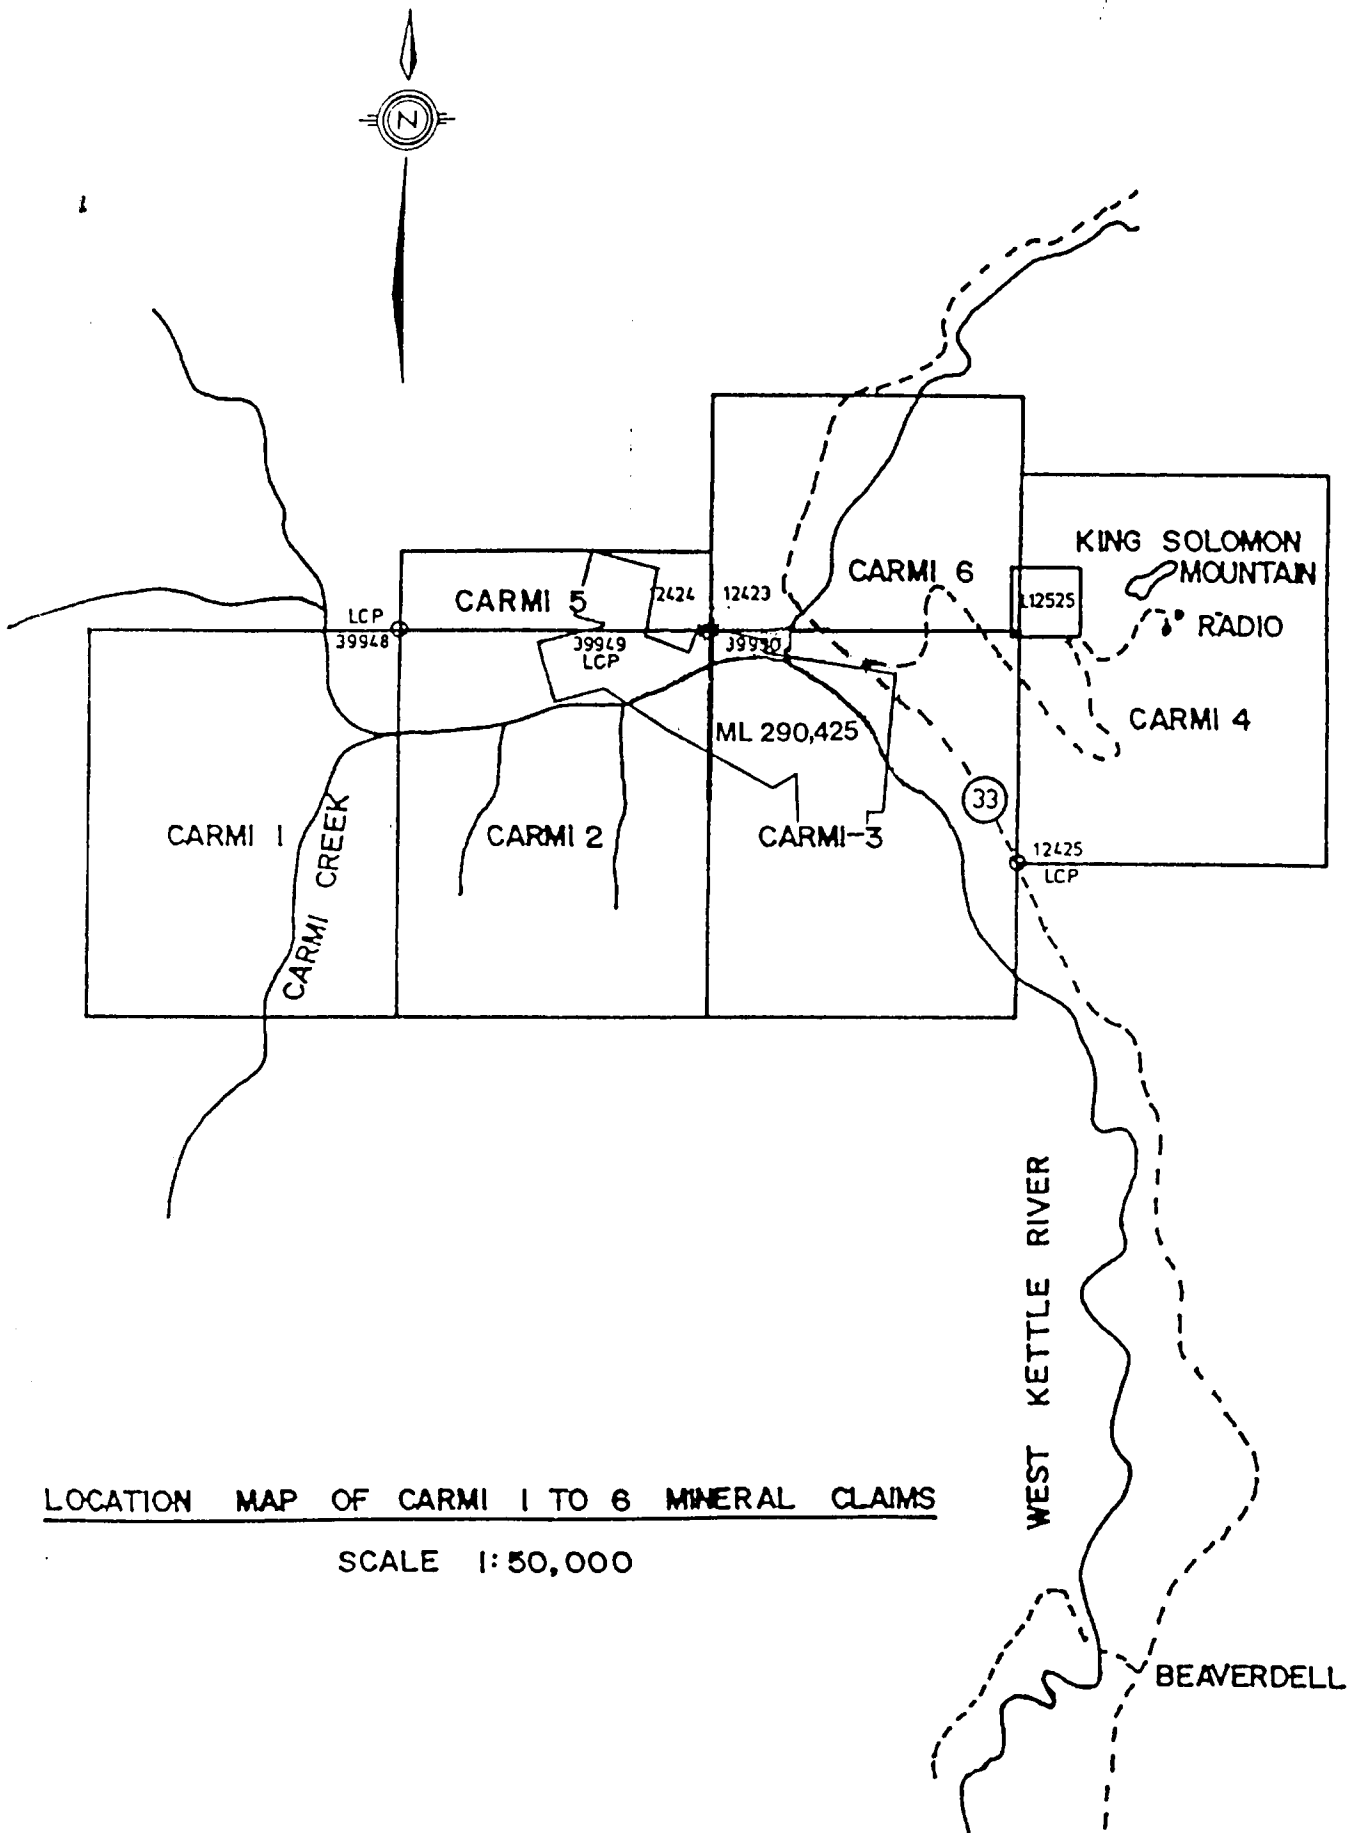 N
KING SOLOMON
MOUNTAIN
CARMI 6
CARMI 5
2424
12423
L12525
LCP
RADIO
39948
39949
LCP
39950
CARMI 4
ML 290,425
33
CARMI 1
CARMI CREEK
CARMI 2
CARMI-3
12425
LCP
WEST KETTLE RIVER
LOCATION MAP OF CARMI 1 TO 6 MINERAL CLAIMS
SCALE 1:50,000
BEAVERDELL